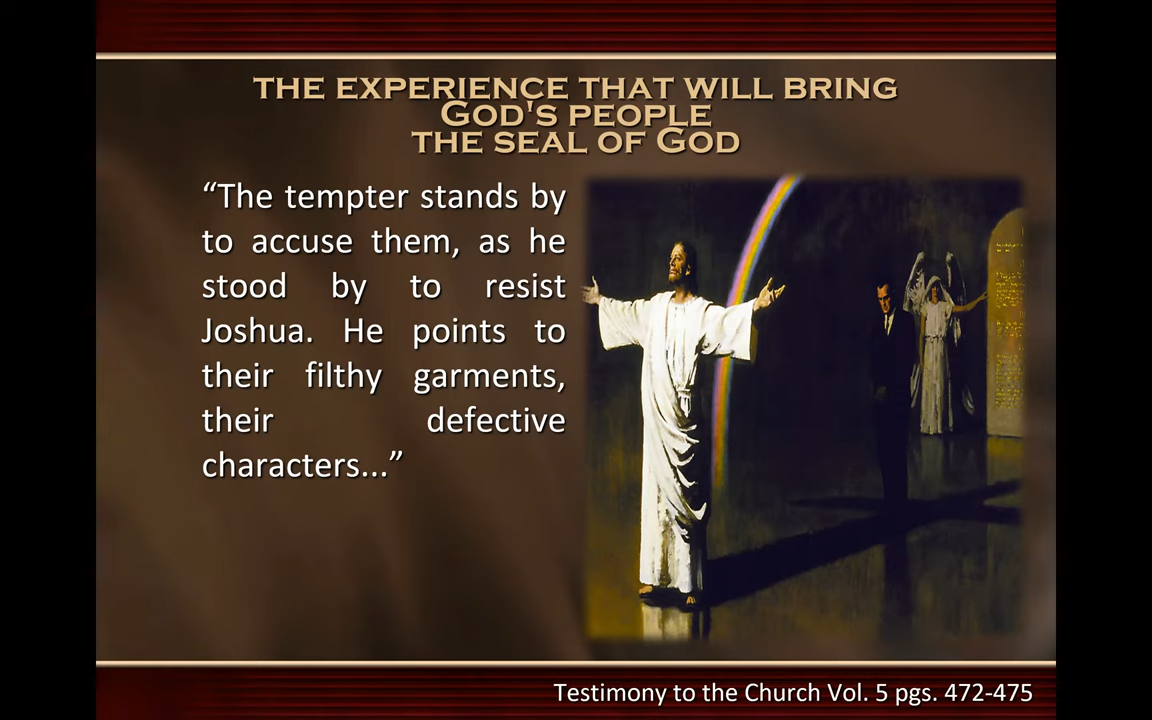 THE EXPERIENCE THAT WILL BRING
GOD'S PEOPLE
THE SEAL OF GOD
“The tempter stands by
to accuse them, as he
stood by to resist
Joshua. He points to
their filthy garments,
their defective
characters...”
Testimony to the Church Vol. 5 pgs. 472-475